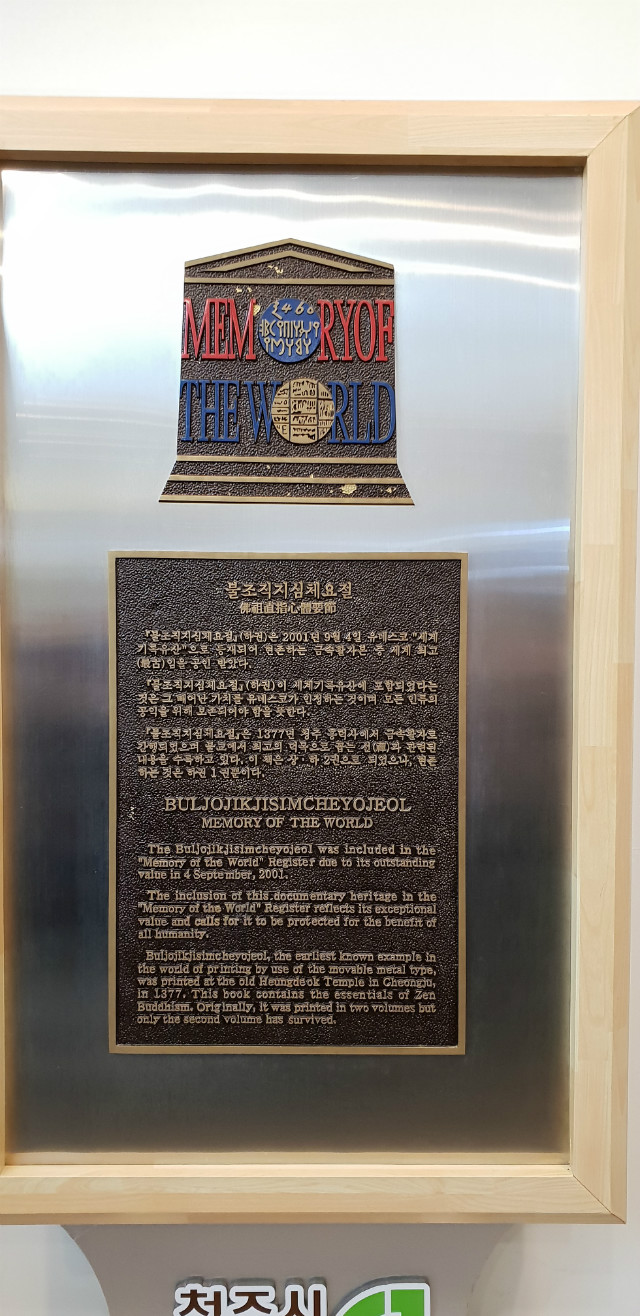 MEMORY OF
THE WORLD
불조직지심체요절
佛祖直指心體要節
『불조직지심체요절』(하권)은 2001년 9월 4일 유네스코 "세계
기록유산"으로 등재되어 현존하는 금속활자본 중 세계 최고
(最古)임을 공인 받았다.
『불조직지심체요절』(하권)이 세계기록유산에 포함되었다는
것은 그 뛰어난 가치를 유네스코가 인정하는 것이며 모든 민족의
공익을 위해 보존되어야 함을 뜻한다.
『불조직지심체요절』은 1377년 청주 흥덕사에서 금속활자로
간행되었으며 불교에서 최고의 덕목으로 꼽는 선(禪)과 관련된
내용을 수록하고 있다. 이 책은 상·하 2권으로 되었으나, 현존
하는 것은 하권 1권뿐이다.
BULJOJIKJISIMCHEYOJEOL
MEMORY OF THE WORLD
The Buljojikjisimcheyojeol was included in the
"Memory of the World" Register due to its outstanding
value in 4 September, 2001.
The inclusion of this documentary heritage in the
"Memory of the World" Register reflects its exceptional
value and calls for it to be protected for the benefit of
all humanity.
Buljojikjisimcheyojeol, the earliest known example in
the world of printing by use of the movable metal type,
was printed at the old Heungdeok Temple in Cheongju,
in 1377. This book contains the essentials of Zen
Buddhism. Originally, it was printed in two volumes but
only the second volume has survived.
청주시